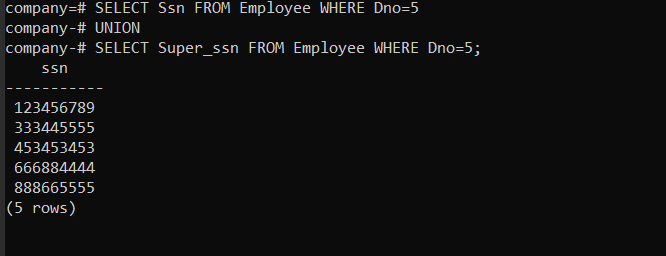 company=# SELECT Ssn FROM Employee WHERE Dno=5
company-# UNION
company-# SELECT Super_ssn FROM Employee WHERE Dno=5;
    ssn
-----------
 123456789
 333445555
 453453453
 666884444
 888665555
(5 rows)